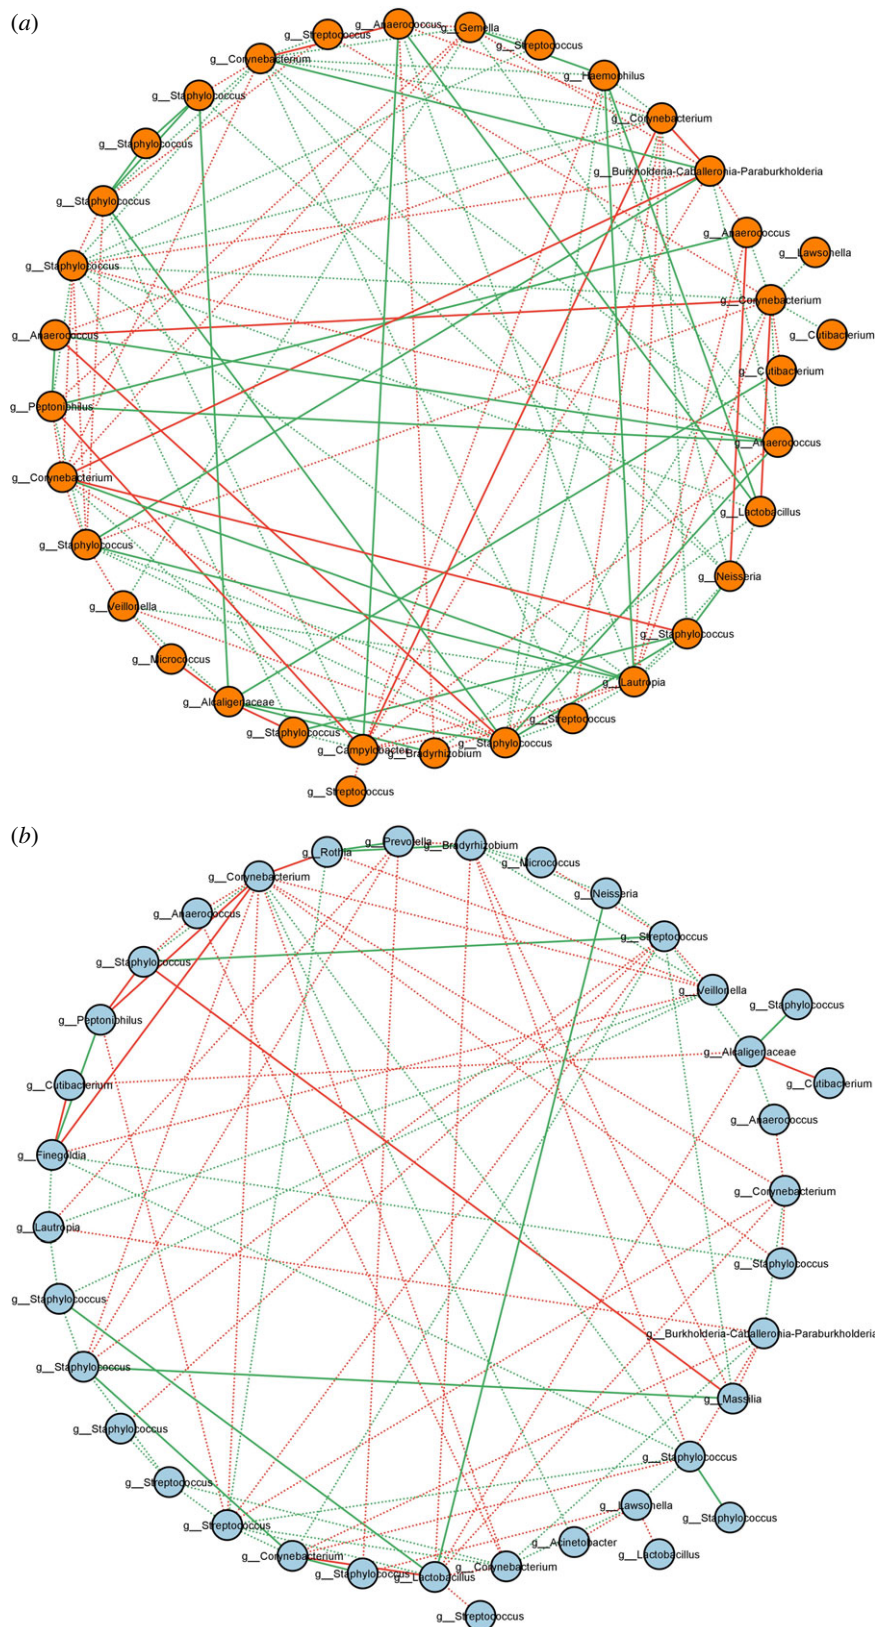 (a)
g__Anaerococcus
g__Gemella
g__Streptococcus
g__Streptococcus
g__Corynebacterium
g__Haemophilus
g__Staphylococcus
g__Corynebacterium
g__Staphylococcus
g__Burkholderia-Caballeronia-Paraburkholderia
g__Staphylococcus
g__Anaerococcus
g__Lawsonella
g__Staphylococcus
g__Corynebacterium
g__Anaerococcus
g__Cutibacterium
g__Cutibacterium
g__Peptoniphilus
g__Anaerococcus
g__Corynebacterium
g__Lactobacillus
g__Staphylococcus
g__Neisseria
g__Veillonella
g__Staphylococcus
g__Micrococcus
g__Lautropia
g__Alcaligenaceae
g__Streptococcus
g__Staphylococcus
g__Staphylococcus
g__Campylobacter
g__Bradyrhizobium
g__Streptococcus
(b)
g__Prevotella
g__Bradyrhizobium
g__Rothia
g__Micrococcus
g__Corynebacterium
g__Neisseria
g__Anaerococcus
g__Streptococcus
g__Staphylococcus
g__Veillonella
g__Staphylococcus
g__Peptoniphilus
g__Alcaligenaceae
g__Cutibacterium
g__Cutibacterium
g__Anaerococcus
g__Finegoldia
g__Corynebacterium
g__Lautropia
g__Staphylococcus
g__Staphylococcus
g__Burkholderia-Caballeronia-Paraburkholderia
g__Staphylococcus
g__Massilia
g__Staphylococcus
g__Staphylococcus
g__Streptococcus
g__Lawsonella
g__Staphylococcus
g__Streptococcus
g__Acinetobacter
g__Lactobacillus
g__Corynebacterium
g__Corynebacterium
g__Staphylococcus
g__Lactobacillus
g__Streptococcus